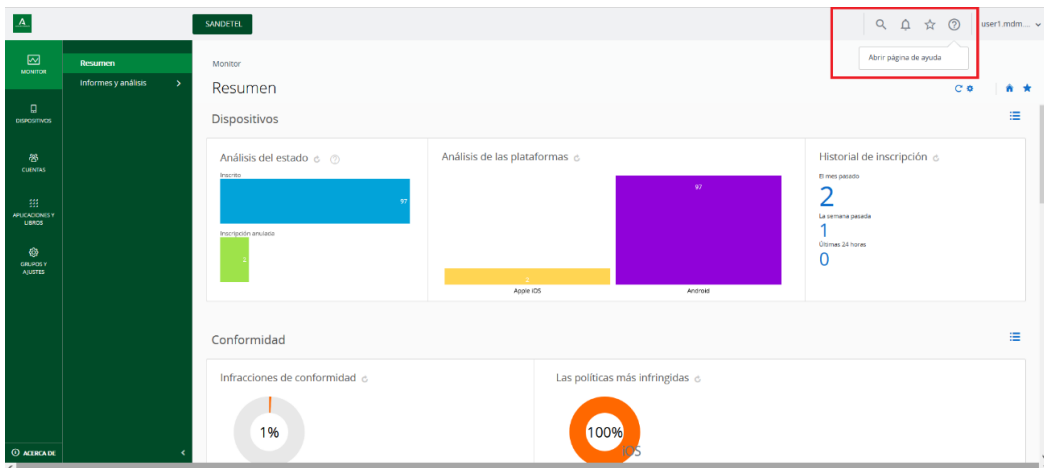 A
SANDETEL
user1.mdm...
Abrir página de ayuda
MONITOR
DISPOSITIVOS
CUENTAS
APLICACIONES Y
LIBROS
GRUPOS Y
AJUSTES
ACERCA DE
Resumen
Informes y análisis
Monitor
Resumen
Dispositivos
Análisis del estado
Inscrito
97
Inscripción anulada
2
Análisis de las plataformas
2
97
Apple iOS
Android
Historial de inscripción
El mes pasado
2
La semana pasada
1
Últimas 24 horas
0
Conformidad
Infracciones de conformidad
1%
Las políticas más infringidas
100%
iOS